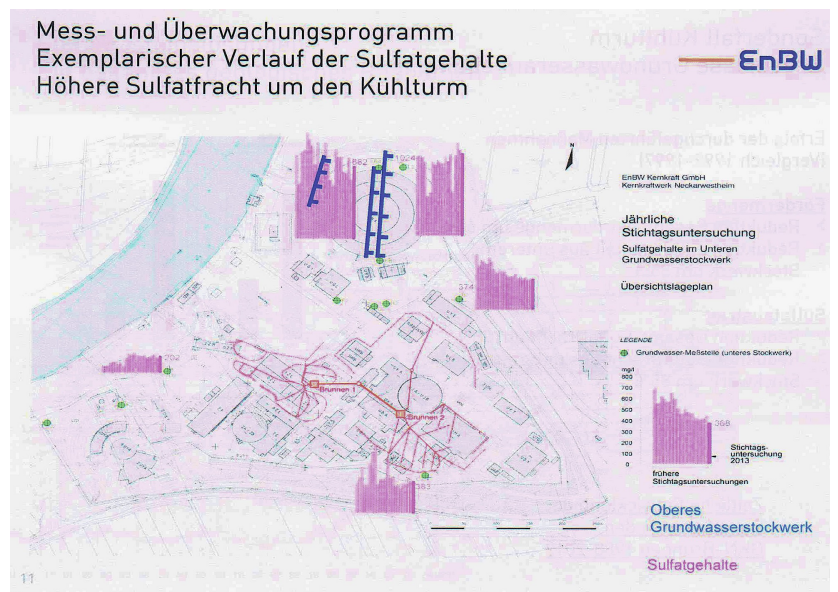 Mess- und Überwachungsprogramm
Exemplarischer Verlauf der Sulfatgehalte
Höhere Sulfatfracht um den Kühlturm
EnBW
N
EnBW Kernkraft GmbH
Kernkraftwerk Neckarwestheim
Jährliche
Stichtagsuntersuchung
Sulfatgehalte im Unteren
Grundwasserstockwerk
Übersichtslageplan
1024
374
702
Brunnen 1
Brunnen 2
383
LEGENDE
Grundwasser-Meßstelle (unteres Stockwerk)
mg/l
800
700
600
500
400
300
200
100
0
368
Stichtags-
untersuchung
2013
frühere
Stichtagsuntersuchungen
Oberes
Grundwasserstockwerk
Sulfatgehalte
11